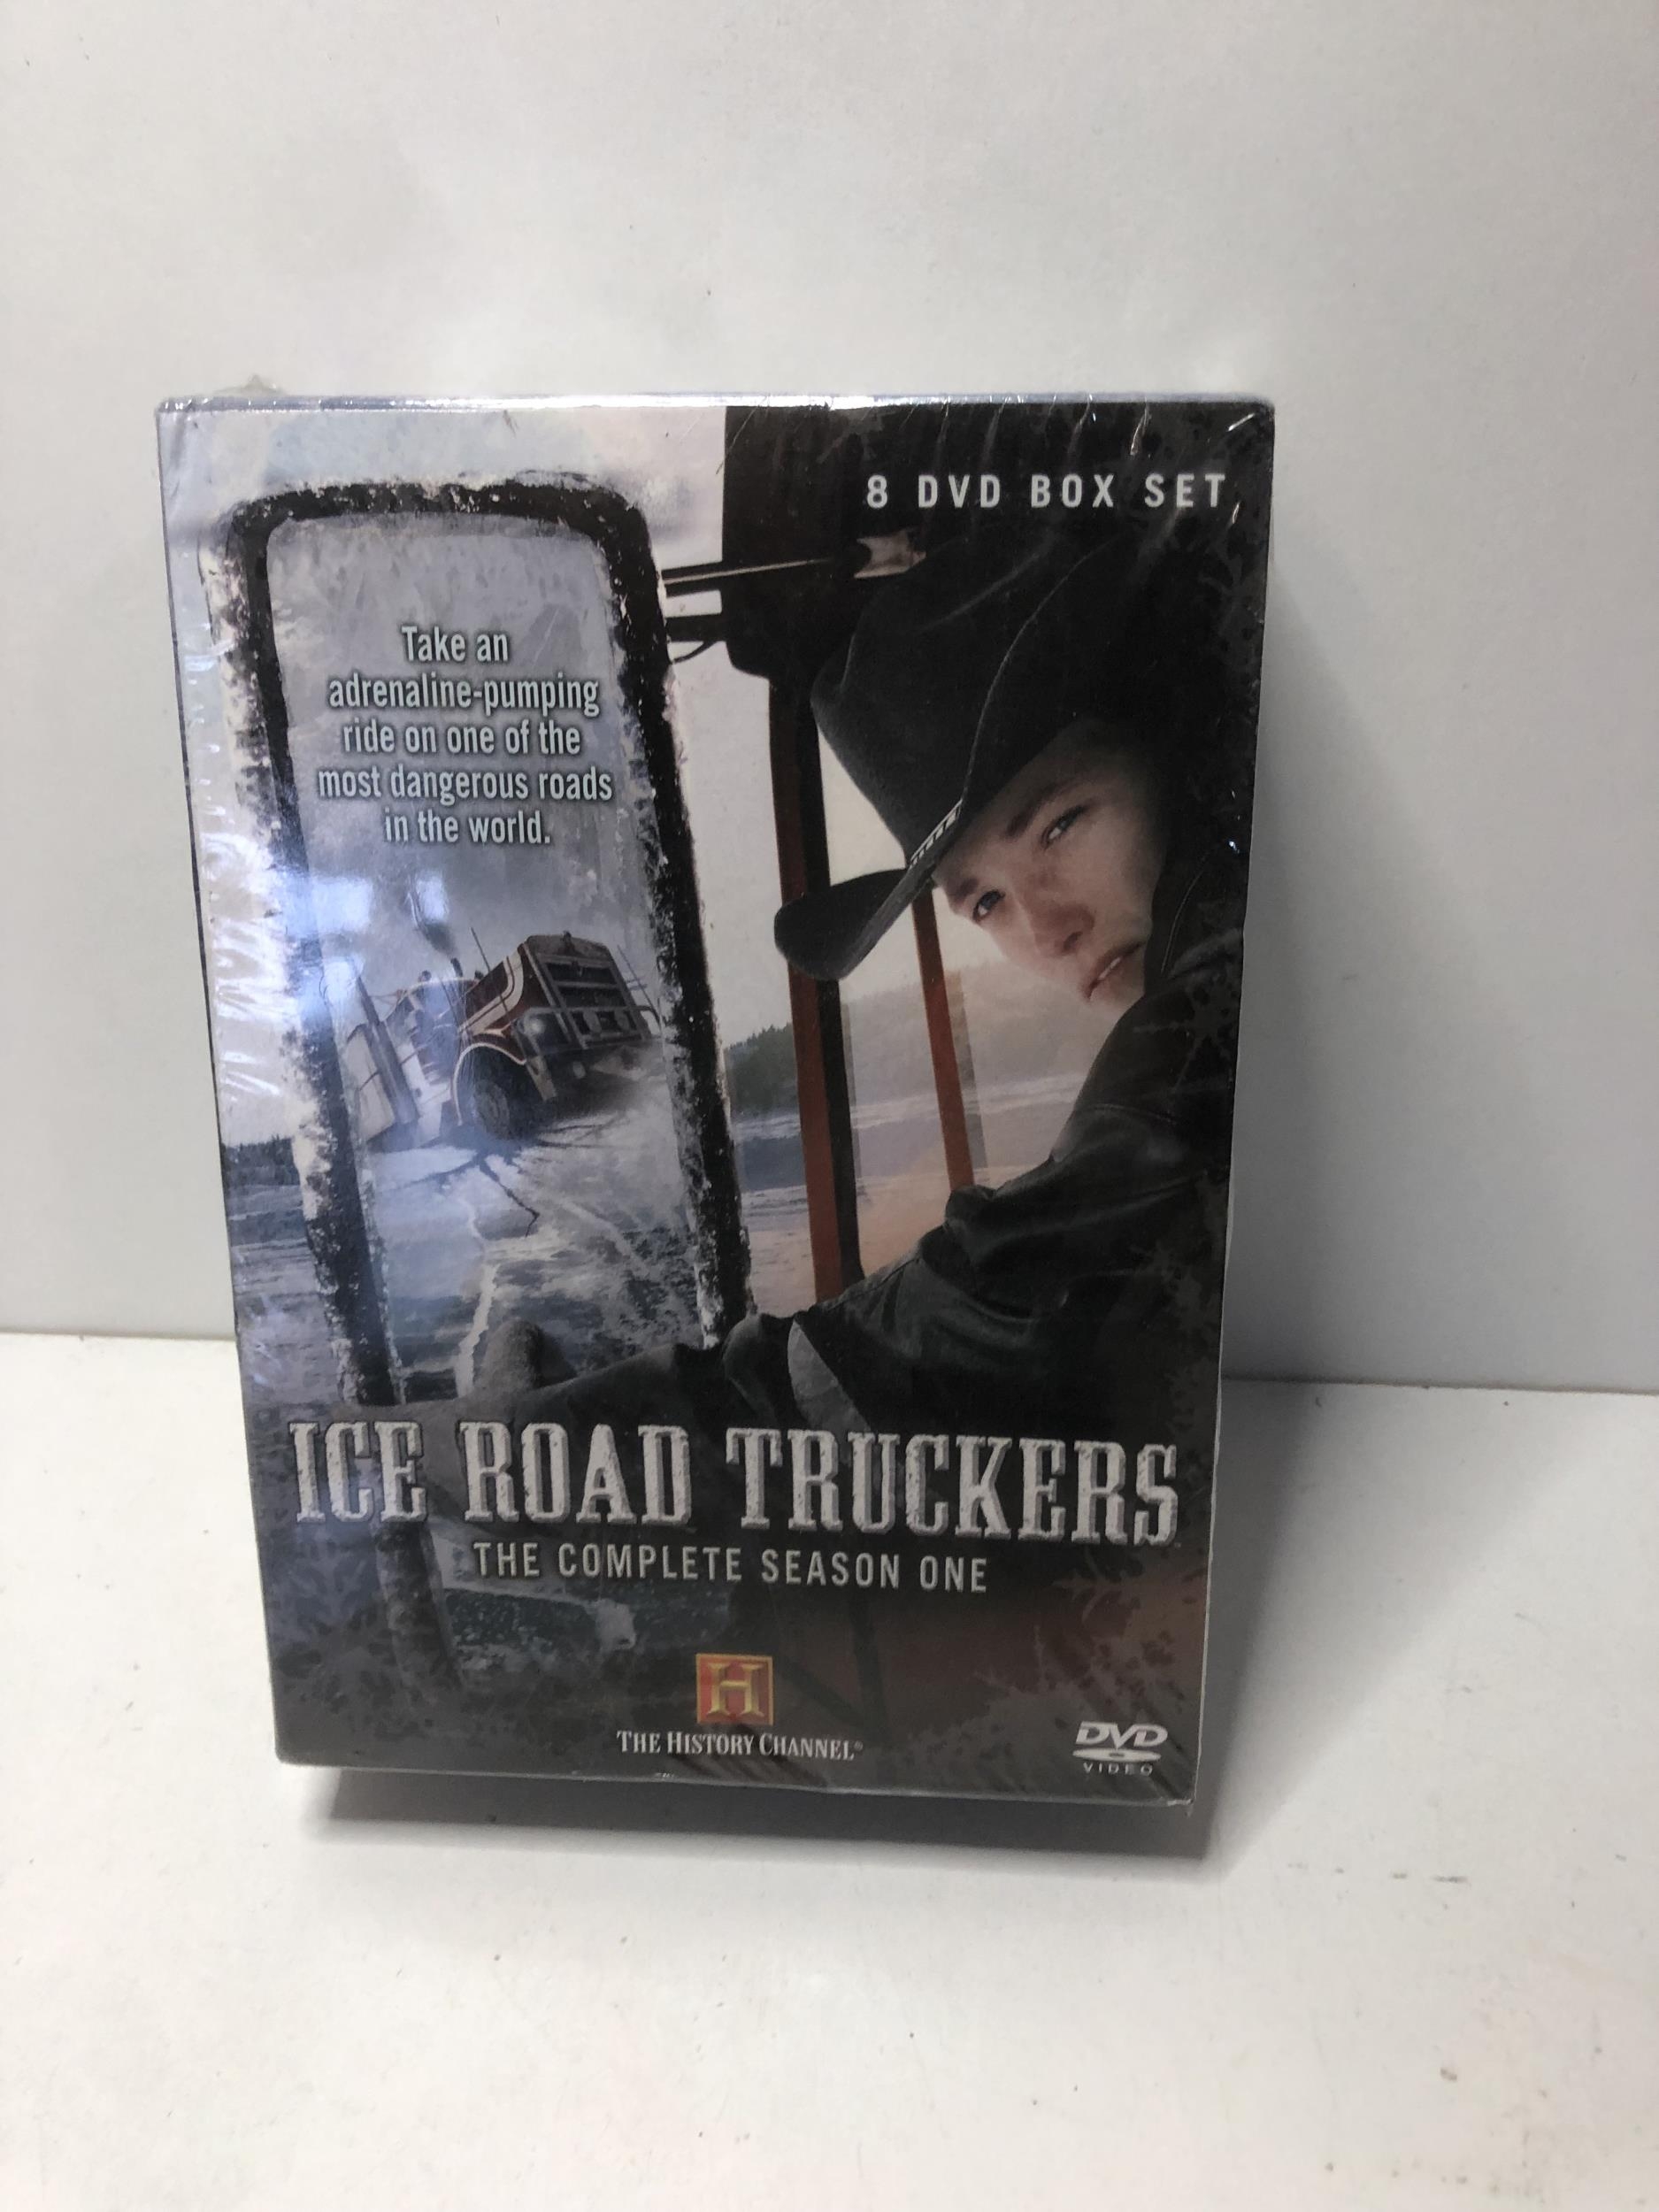 8 DVD BOX SET
Take an
adrenaline-pumping
ride on one of the
most dangerous roads
in the world.
ICE ROAD TRUCKERS
THE COMPLETE SEASON ONE
H
THE HISTORY CHANNEL®
DVD
VIDEO